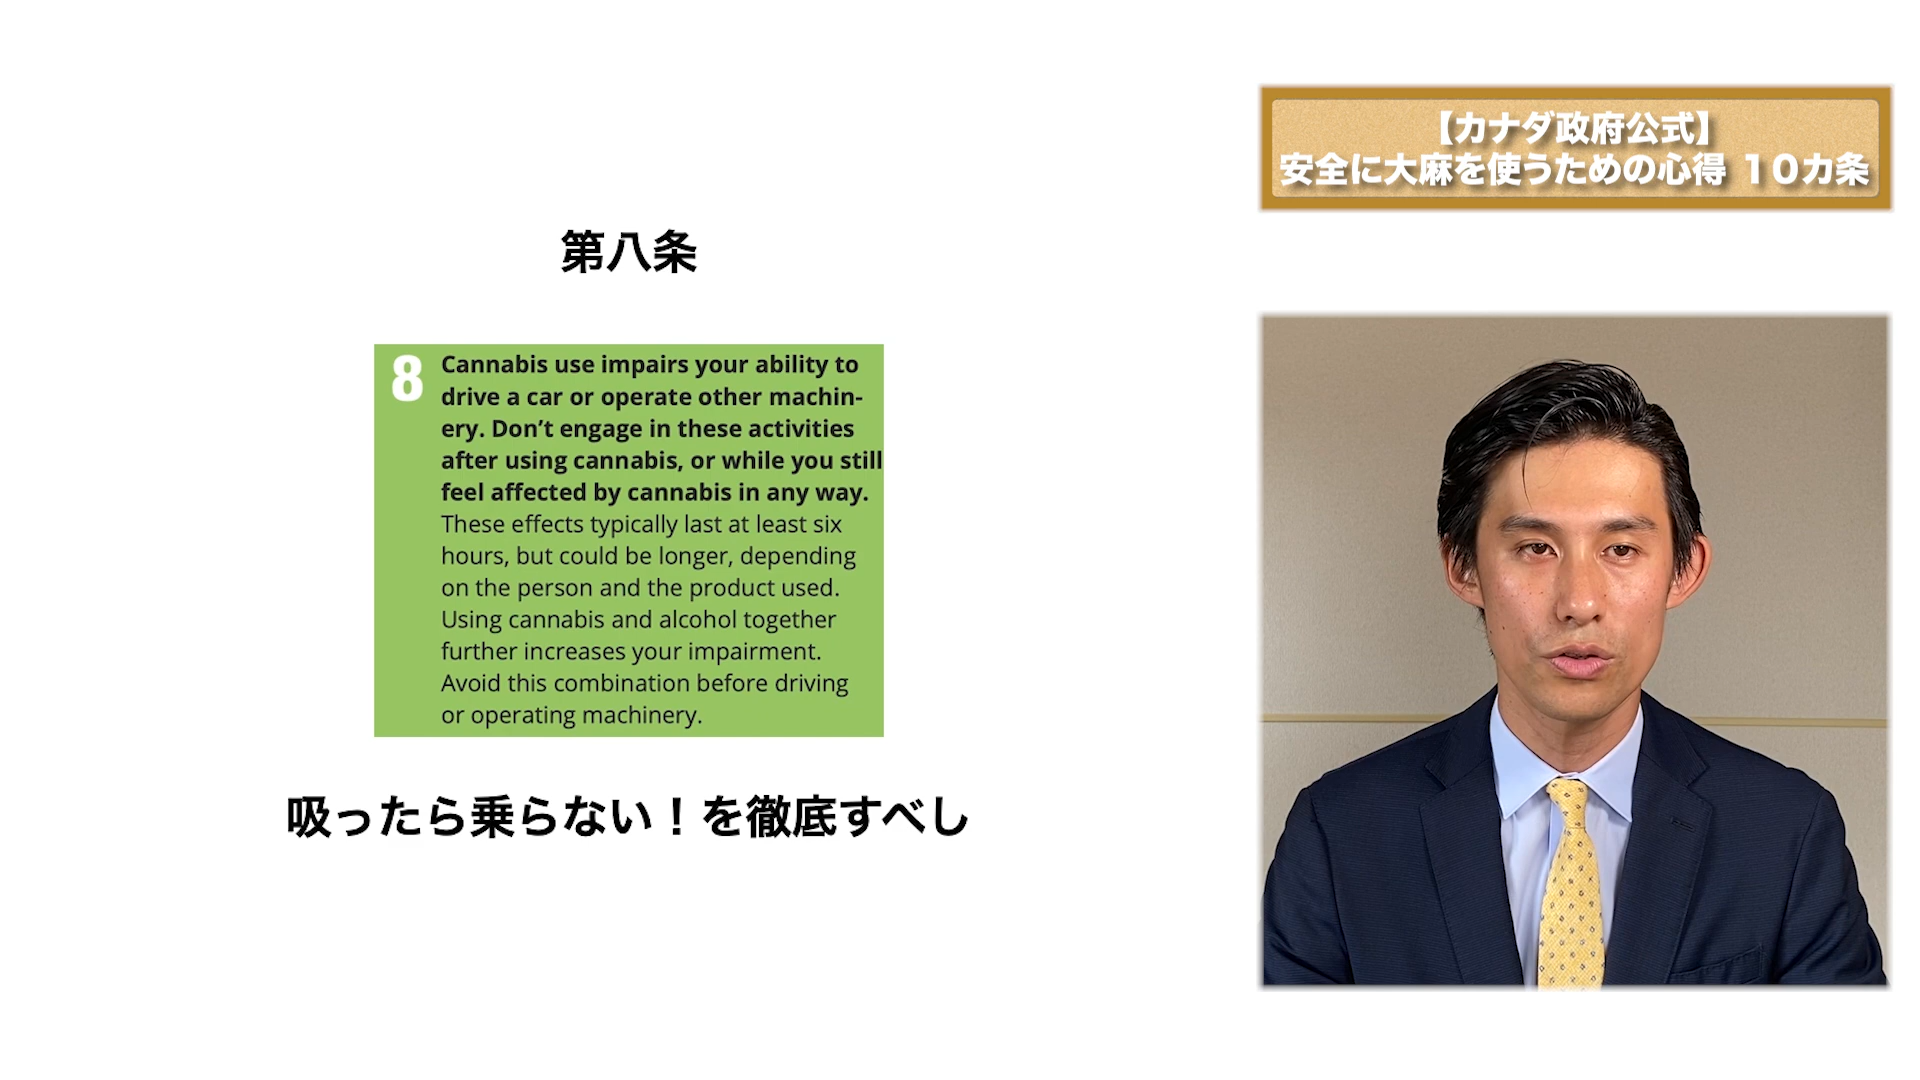 【カナダ政府公式】
安全に大麻を使うための心得 １０カ条
第八条
8 Cannabis use impairs your ability to
drive a car or operate other machin-
ery. Don’t engage in these activities
after using cannabis, or while you still
feel affected by cannabis in any way.
These effects typically last at least six
hours, but could be longer, depending
on the person and the product used.
Using cannabis and alcohol together
further increases your impairment.
Avoid this combination before driving
or operating machinery.
吸ったら乗らない！を徹底すべし